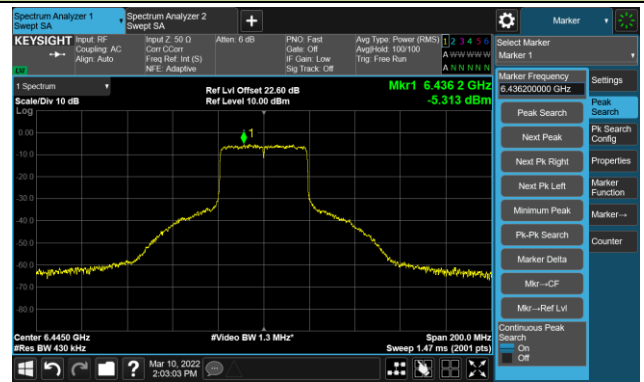 Spectrum Analyzer 1
Swept SA
Spectrum Analyzer 2
Swept SA
Marker
KEYSIGHT
Input: RF
Coupling: AC
Align: Auto
Input Z: 50 Ω
Corr CCorr
Freq Ref: Int (S)
NFE: Adaptive
Atten: 6 dB
PNO: Fast
Gate: Off
IF Gain: Low
Sig Track: Off
Avg Type: Power (RMS)
Avg|Hold: 100/100
Trig: Free Run
1 2 3 4 5 6
A W W W W W
A N N N N N
LXI
Select Marker
Marker 1
1 Spectrum
Scale/Div 10 dB
Log
Ref Lvl Offset 22.60 dB
Ref Level 10.00 dBm
Mkr1 6.436 2 GHz
-5.313 dBm
Marker Frequency
6.436200000 GHz
Settings
Peak Search
Peak
Search
Next Peak
Pk Search
Config
Next Pk Right
Properties
Next Pk Left
Marker
Function
Minimum Peak
Marker→
Pk-Pk Search
Counter
Marker Delta
Mkr→CF
Mkr→Ref Lvl
Continuous Peak
Search
On
Off
1
0.00
-10.0
-20.0
-30.0
-40.0
-50.0
-60.0
-70.0
-80.0
Center 6.4450 GHz
#Res BW 430 kHz
#Video BW 1.3 MHz*
Span 200.0 MHz
Sweep 1.47 ms (2001 pts)
?
Mar 10, 2022
2:03:03 PM